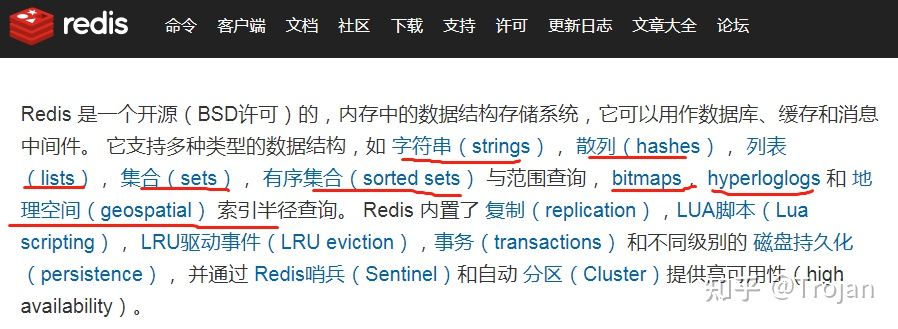 redis 命令 客户端 文档 社区 下载 支持 许可 更新日志 文章大全 论坛
Redis 是一个开源（BSD许可）的，内存中的数据结构存储系统，它可以用作数据库、缓存和消息
中间件。 它支持多种类型的数据结构，如 字符串（strings）， 散列（hashes）， 列表
（lists）， 集合（sets）， 有序集合（sorted sets） 与范围查询， bitmaps， hyperloglogs 和 地
理空间（geospatial） 索引半径查询。 Redis 内置了 复制（replication），LUA脚本（Lua
scripting）， LRU驱动事件（LRU eviction），事务（transactions） 和不同级别的 磁盘持久化
（persistence）， 并通过 Redis哨兵（Sentinel）和自动 分区（Cluster）提供高可用性（high
availability）。
知乎 @Trojan